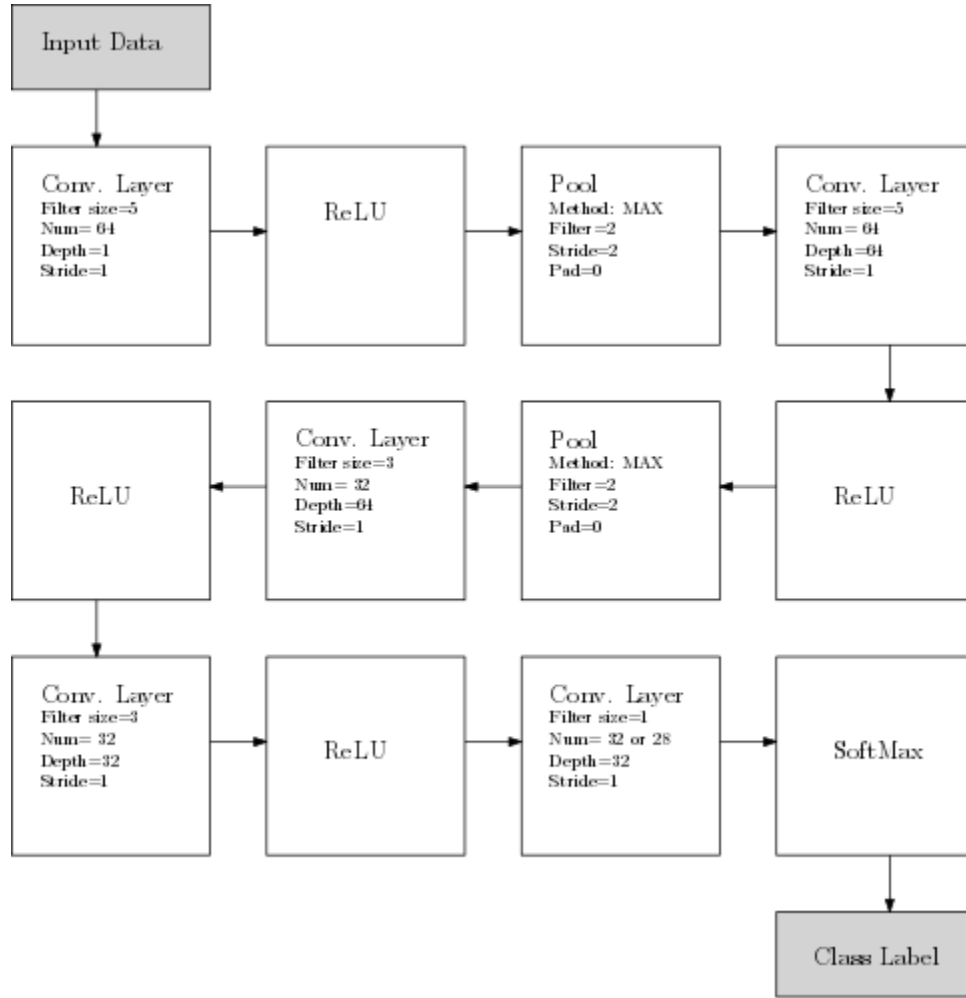 Input Data
Conv. Layer
Filter size=5
Num= 64
Depth=1
Stride=1
ReLU
Pool
Method: MAX
Filter=2
Stride=2
Pad=0
Conv. Layer
Filter size=5
Num= 64
Depth=64
Stride=1
ReLU
Pool
Method: MAX
Filter=2
Stride=2
Pad=0
Conv. Layer
Filter size=3
Num= 32
Depth=64
Stride=1
ReLU
Conv. Layer
Filter size=3
Num= 32
Depth=32
Stride=1
ReLU
Conv. Layer
Filter size=1
Num= 32 or 28
Depth=32
Stride=1
SoftMax
Class Label